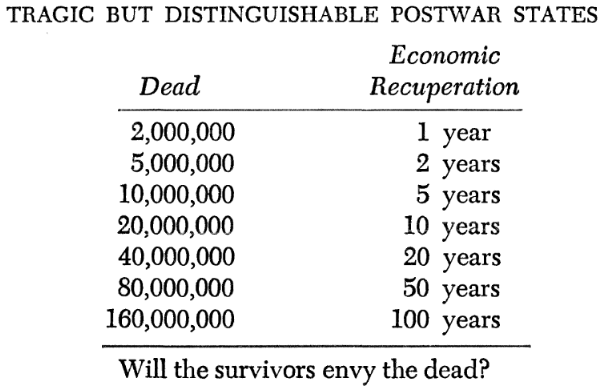 TRAGIC BUT DISTINGUISHABLE POSTWAR STATES
Economic
Dead Recuperation
2,000,000 1 year
5,000,000 2 years
10,000,000 5 years
20,000,000 10 years
40,000,000 20 years
80,000,000 50 years
160,000,000 100 years
Will the survivors envy the dead?